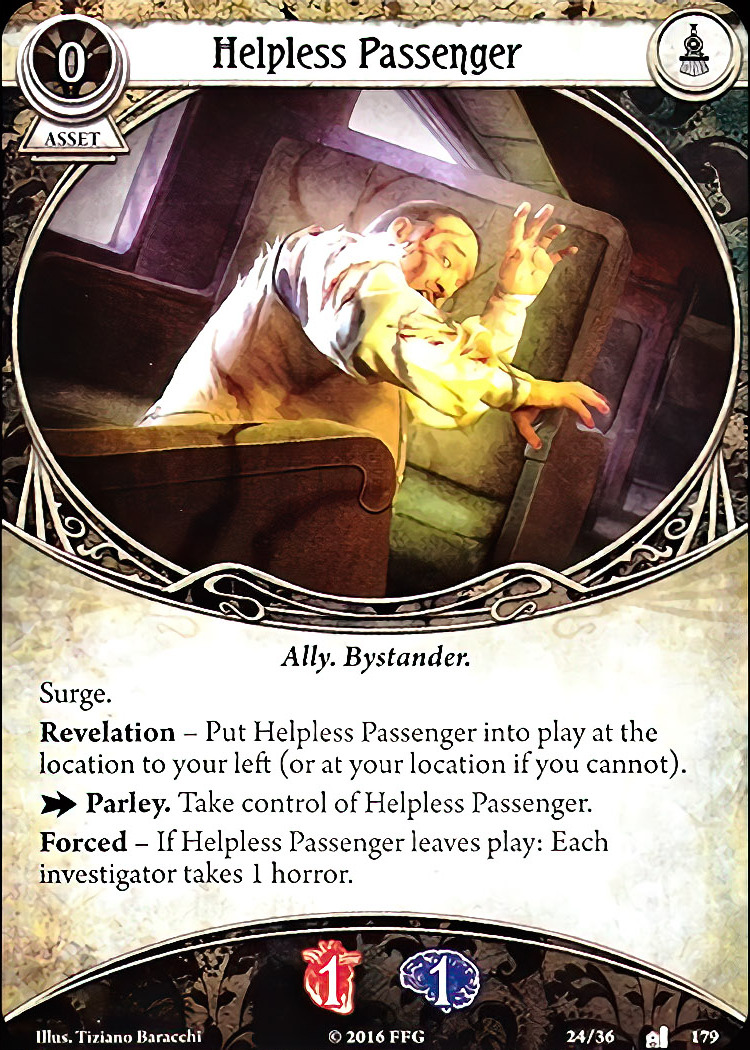 0
Helpless Passenger
ASSET
Ally. Bystander.
Surge.
Revelation – Put Helpless Passenger into play at the
location to your left (or at your location if you cannot).
Parley. Take control of Helpless Passenger.
Forced – If Helpless Passenger leaves play: Each
investigator takes 1 horror.
1 1
Illus. Tiziano Baracchi © 2016 FFG 24/36 179